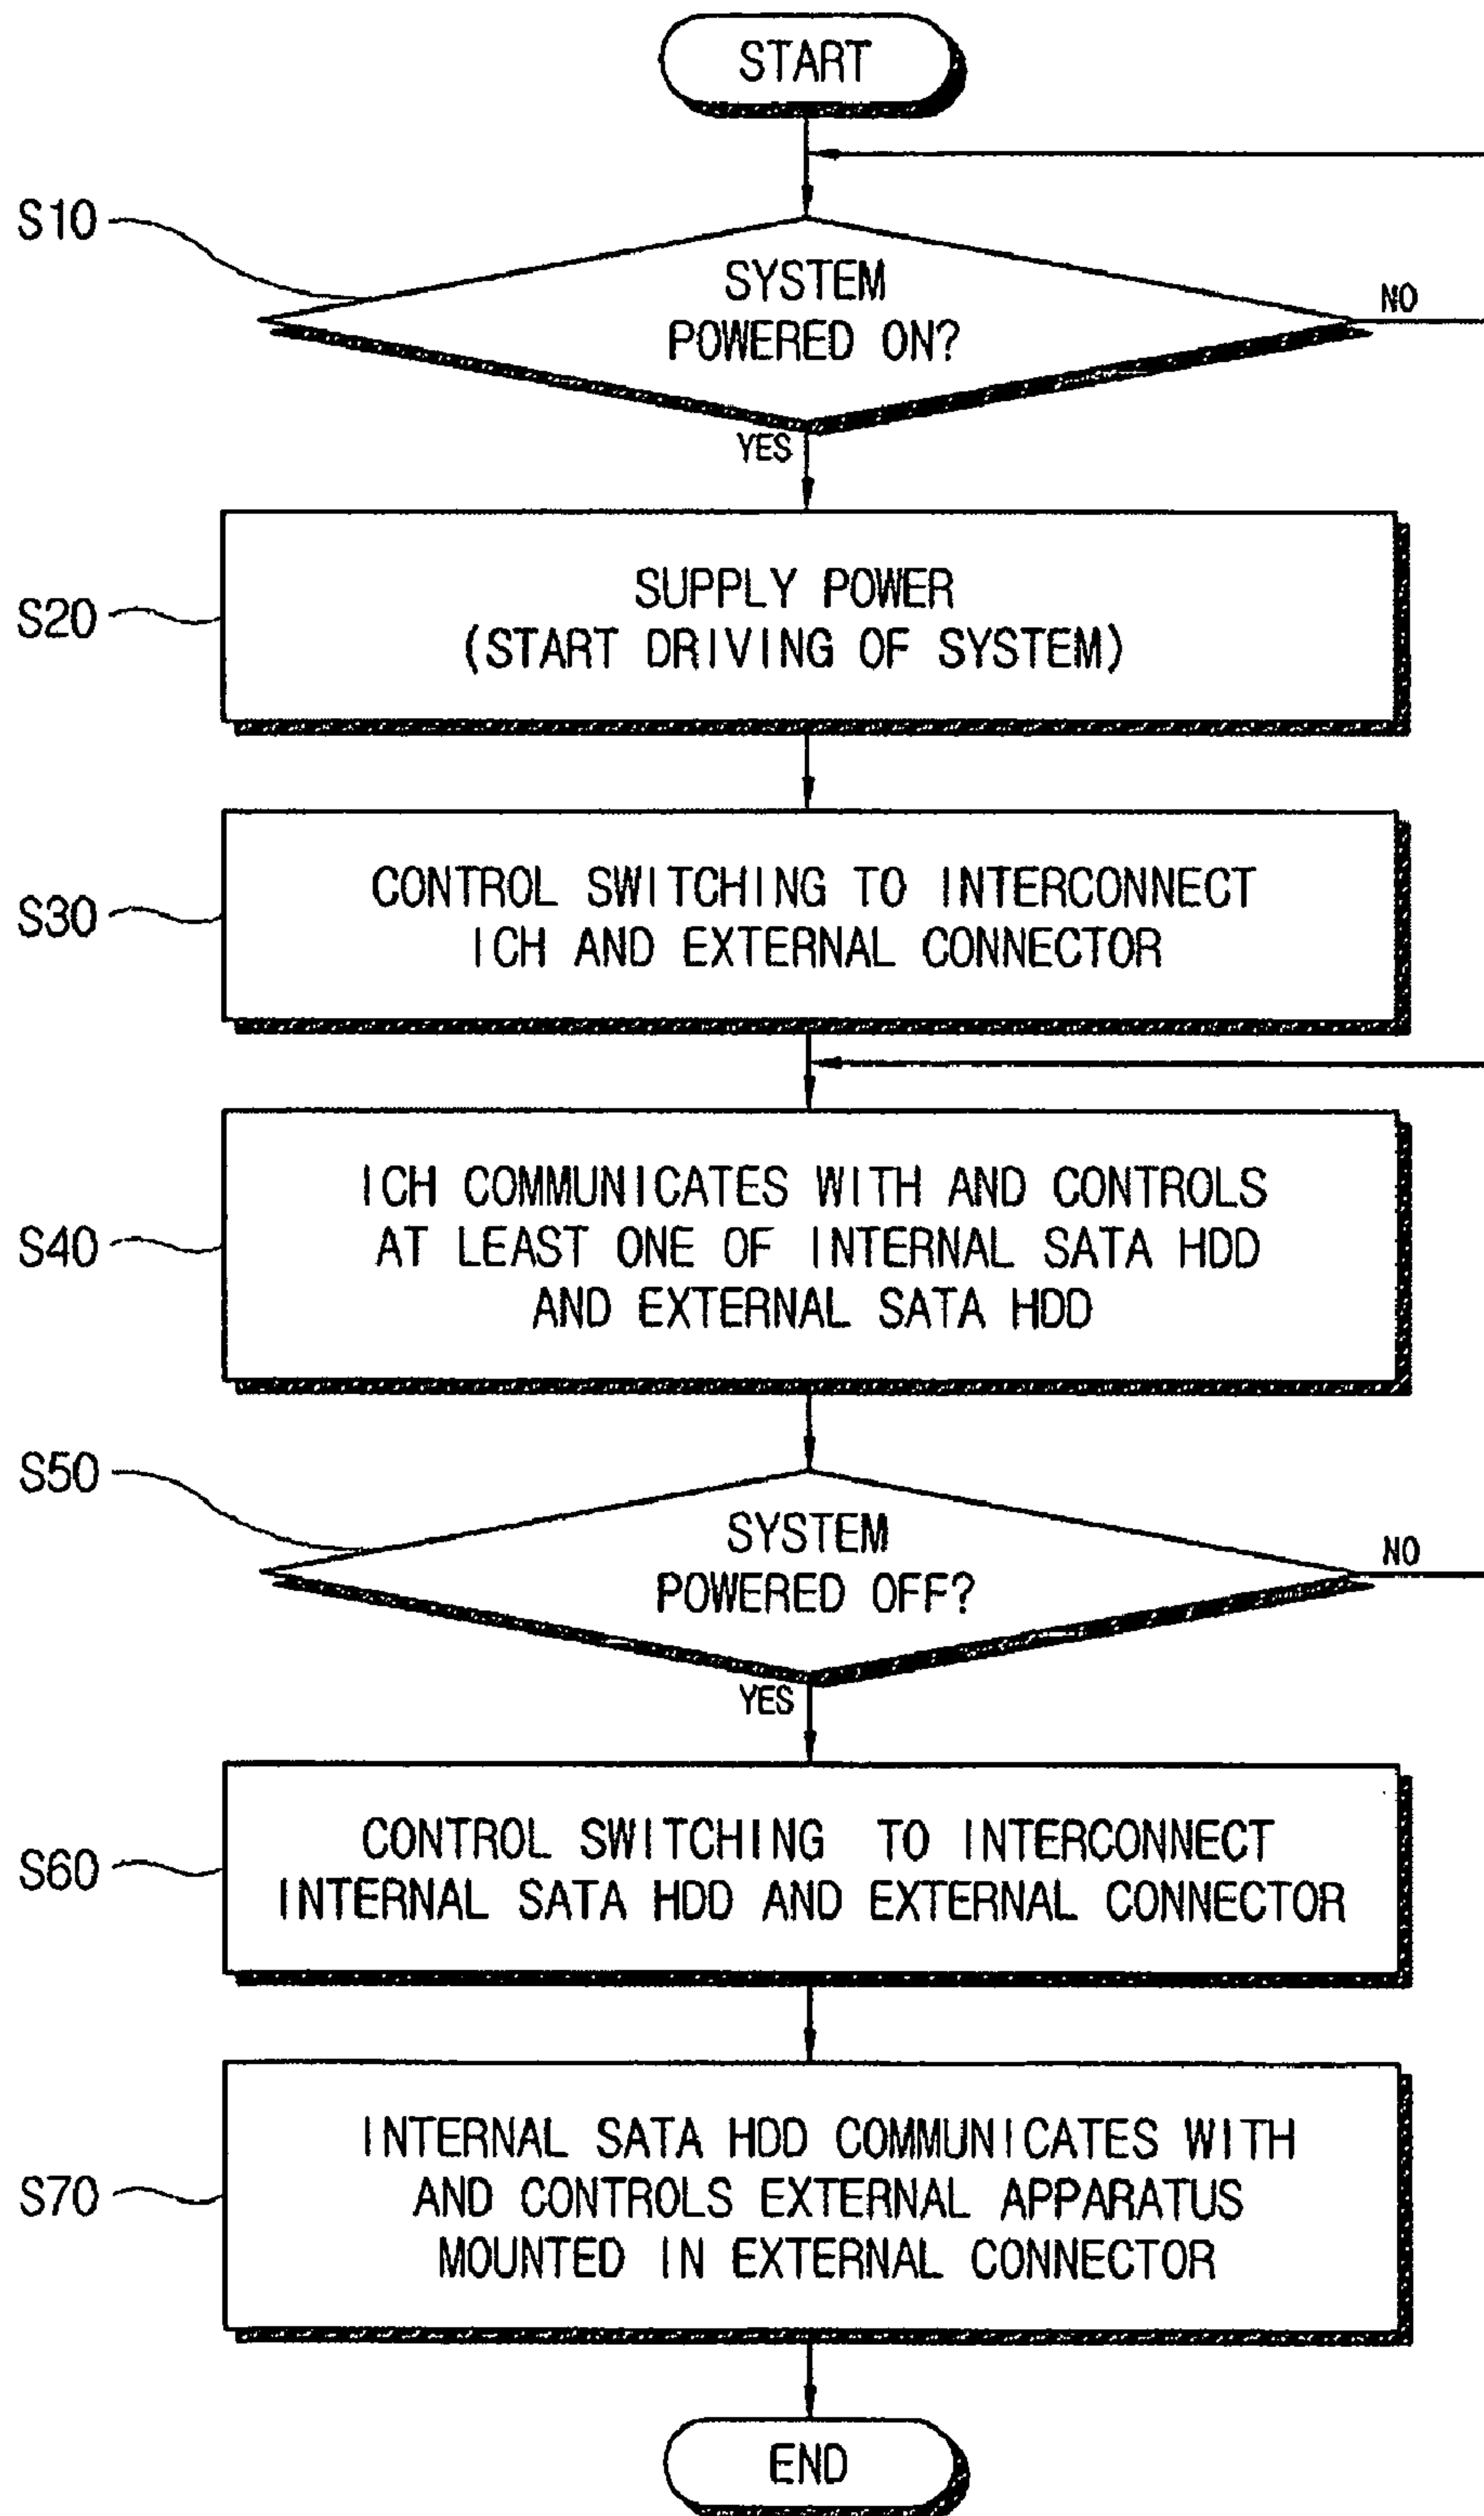 START
S10
SYSTEM
POWERED ON?
NO
YES
S20
SUPPLY POWER
(START DRIVING OF SYSTEM)
S30
CONTROL SWITCHING TO INTERCONNECT
ICH AND EXTERNAL CONNECTOR
S40
ICH COMMUNICATES WITH AND CONTROLS
AT LEAST ONE OF INTERNAL SATA HDD
AND EXTERNAL SATA HDD
S50
SYSTEM
POWERED OFF?
NO
YES
S60
CONTROL SWITCHING TO INTERCONNECT
INTERNAL SATA HDD AND EXTERNAL CONNECTOR
S70
INTERNAL SATA HDD COMMUNICATES WITH
AND CONTROLS EXTERNAL APPARATUS
MOUNTED IN EXTERNAL CONNECTOR
END